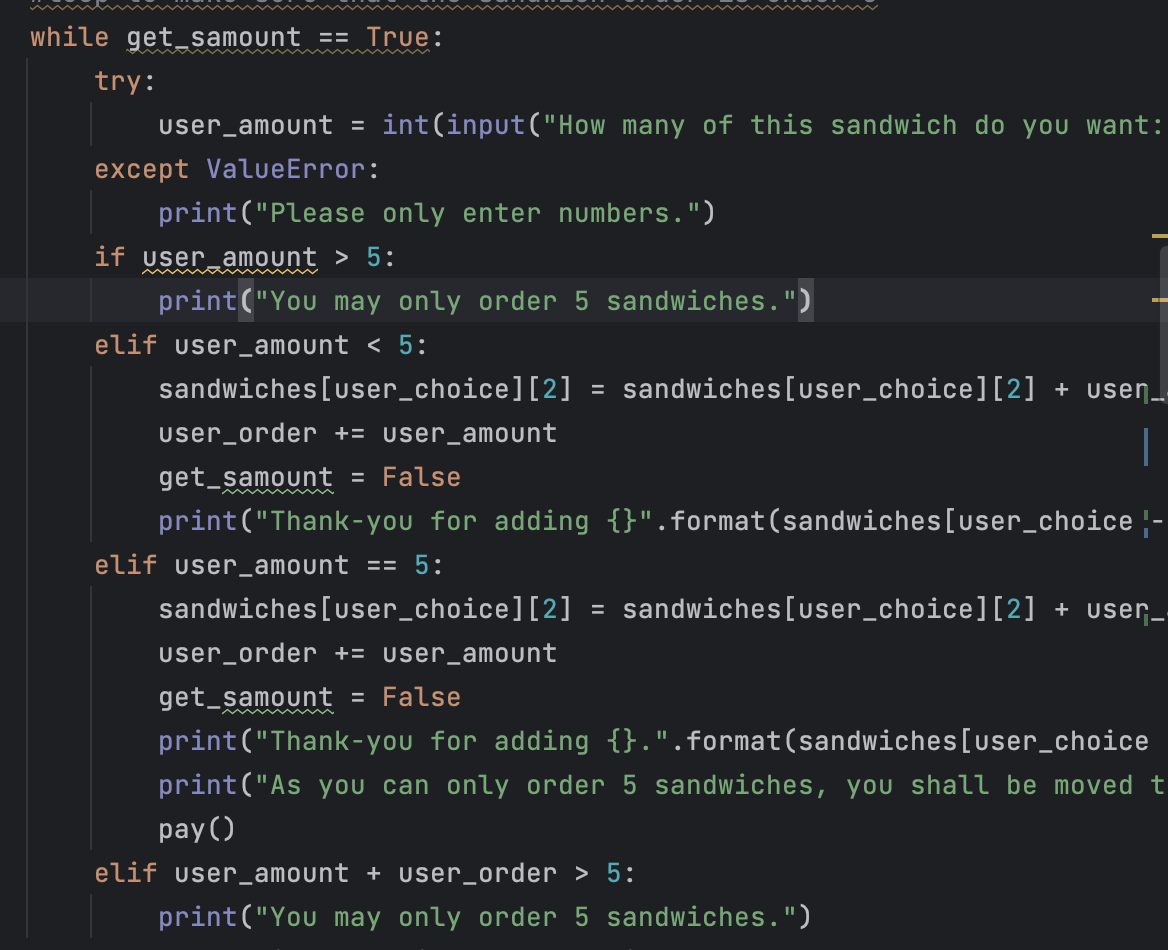 while get_samount == True:
try:
user_amount = int(input("How many of this sandwich do you want:
except ValueError:
print("Please only enter numbers.")
if user_amount > 5:
print("You may only order 5 sandwiches.")
elif user_amount < 5:
sandwiches[user_choice][2] = sandwiches[user_choice][2] + user_
user_order += user_amount
get_samount = False
print("Thank-you for adding {}".format(sandwiches[user_choice -
elif user_amount == 5:
sandwiches[user_choice][2] = sandwiches[user_choice][2] + user_
user_order += user_amount
get_samount = False
print("Thank-you for adding {}.".format(sandwiches[user_choice
print("As you can only order 5 sandwiches, you shall be moved t
pay()
elif user_amount + user_order > 5:
print("You may only order 5 sandwiches.")